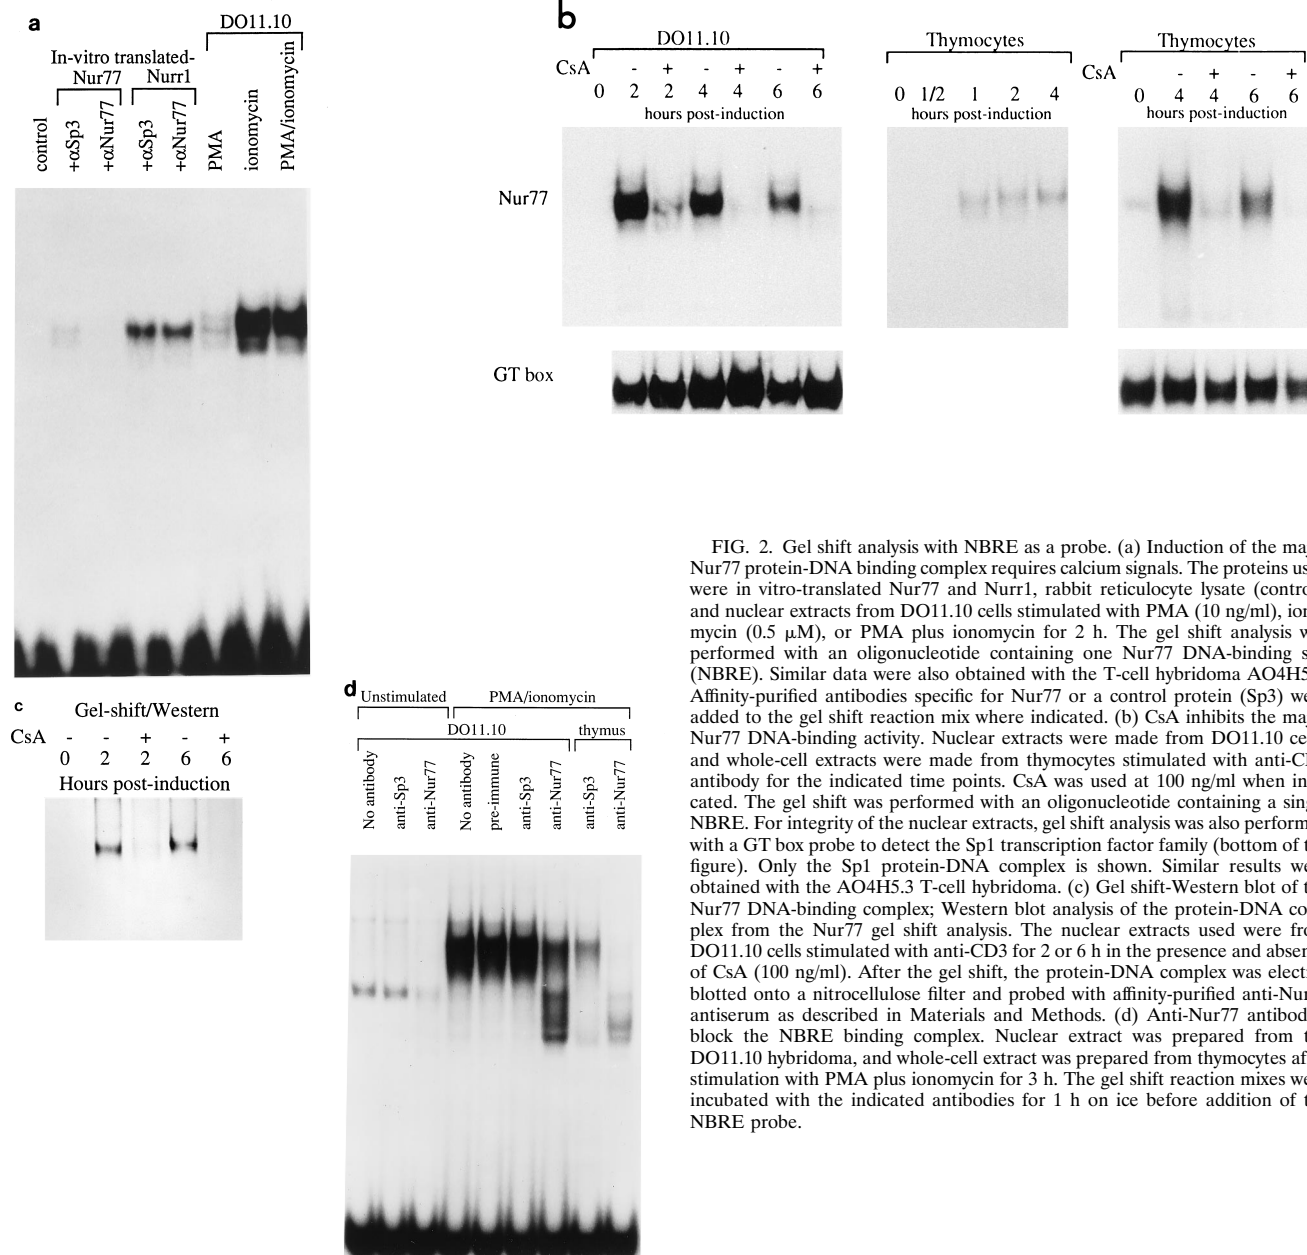 a
DO11.10
In-vitro translated-
Nur77 Nurr1
control
+αSp3
+αNur77
+αSp3
+αNur77
PMA
ionomycin
PMA/ionomycin
b
DO11.10
CsA - + - + - +
0 2 2 4 4 6 6
hours post-induction
Thymocytes
0 1/2 1 2 4
hours post-induction
Thymocytes
CsA - + - +
0 4 4 6 6
hours post-induction
Nur77
GT box
c
Gel-shift/Western
CsA - + - +
0 2 2 6 6
Hours post-induction
d
Unstimulated PMA/ionomycin
DO11.10 thymus
No antibody
anti-Sp3
anti-Nur77
No antibody
pre-immune
anti-Sp3
anti-Nur77
anti-Sp3
anti-Nur77
FIG. 2. Gel shift analysis with NBRE as a probe. (a) Induction of the maj
Nur77 protein-DNA binding complex requires calcium signals. The proteins us
were in vitro-translated Nur77 and Nurr1, rabbit reticulocyte lysate (contro
and nuclear extracts from DO11.10 cells stimulated with PMA (10 ng/ml), ion
mycin (0.5 μM), or PMA plus ionomycin for 2 h. The gel shift analysis w
performed with an oligonucleotide containing one Nur77 DNA-binding s
(NBRE). Similar data were also obtained with the T-cell hybridoma AO4H5
Affinity-purified antibodies specific for Nur77 or a control protein (Sp3) we
added to the gel shift reaction mix where indicated. (b) CsA inhibits the maj
Nur77 DNA-binding activity. Nuclear extracts were made from DO11.10 ce
and whole-cell extracts were made from thymocytes stimulated with anti-C
antibody for the indicated time points. CsA was used at 100 ng/ml when in
cated. The gel shift was performed with an oligonucleotide containing a sing
NBRE. For integrity of the nuclear extracts, gel shift analysis was also perform
with a GT box probe to detect the Sp1 transcription factor family (bottom of t
figure). Only the Sp1 protein-DNA complex is shown. Similar results we
obtained with the AO4H5.3 T-cell hybridoma. (c) Gel shift-Western blot of t
Nur77 DNA-binding complex; Western blot analysis of the protein-DNA co
plex from the Nur77 gel shift analysis. The nuclear extracts used were fro
DO11.10 cells stimulated with anti-CD3 for 2 or 6 h in the presence and absen
of CsA (100 ng/ml). After the gel shift, the protein-DNA complex was elect
blotted onto a nitrocellulose filter and probed with affinity-purified anti-Nur
antiserum as described in Materials and Methods. (d) Anti-Nur77 antibod
block the NBRE binding complex. Nuclear extract was prepared from t
DO11.10 hybridoma, and whole-cell extract was prepared from thymocytes aft
stimulation with PMA plus ionomycin for 3 h. The gel shift reaction mixes we
incubated with the indicated antibodies for 1 h on ice before addition of t
NBRE probe.